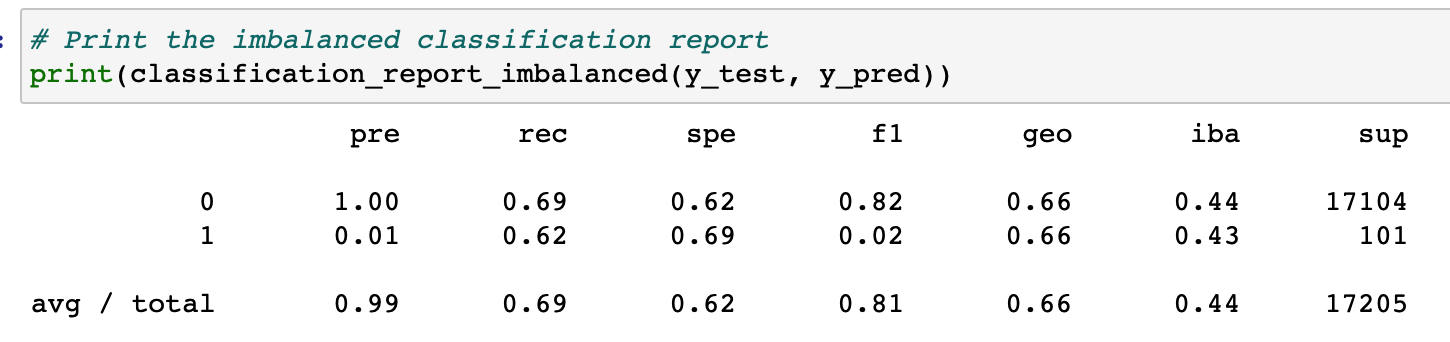 :
# Print the imbalanced classification report
print(classification_report_imbalanced(y_test, y_pred))
pre rec spe f1 geo iba sup
0 1.00 0.69 0.62 0.82 0.66 0.44 17104
1 0.01 0.62 0.69 0.02 0.66 0.43 101
avg / total 0.99 0.69 0.62 0.81 0.66 0.44 17205